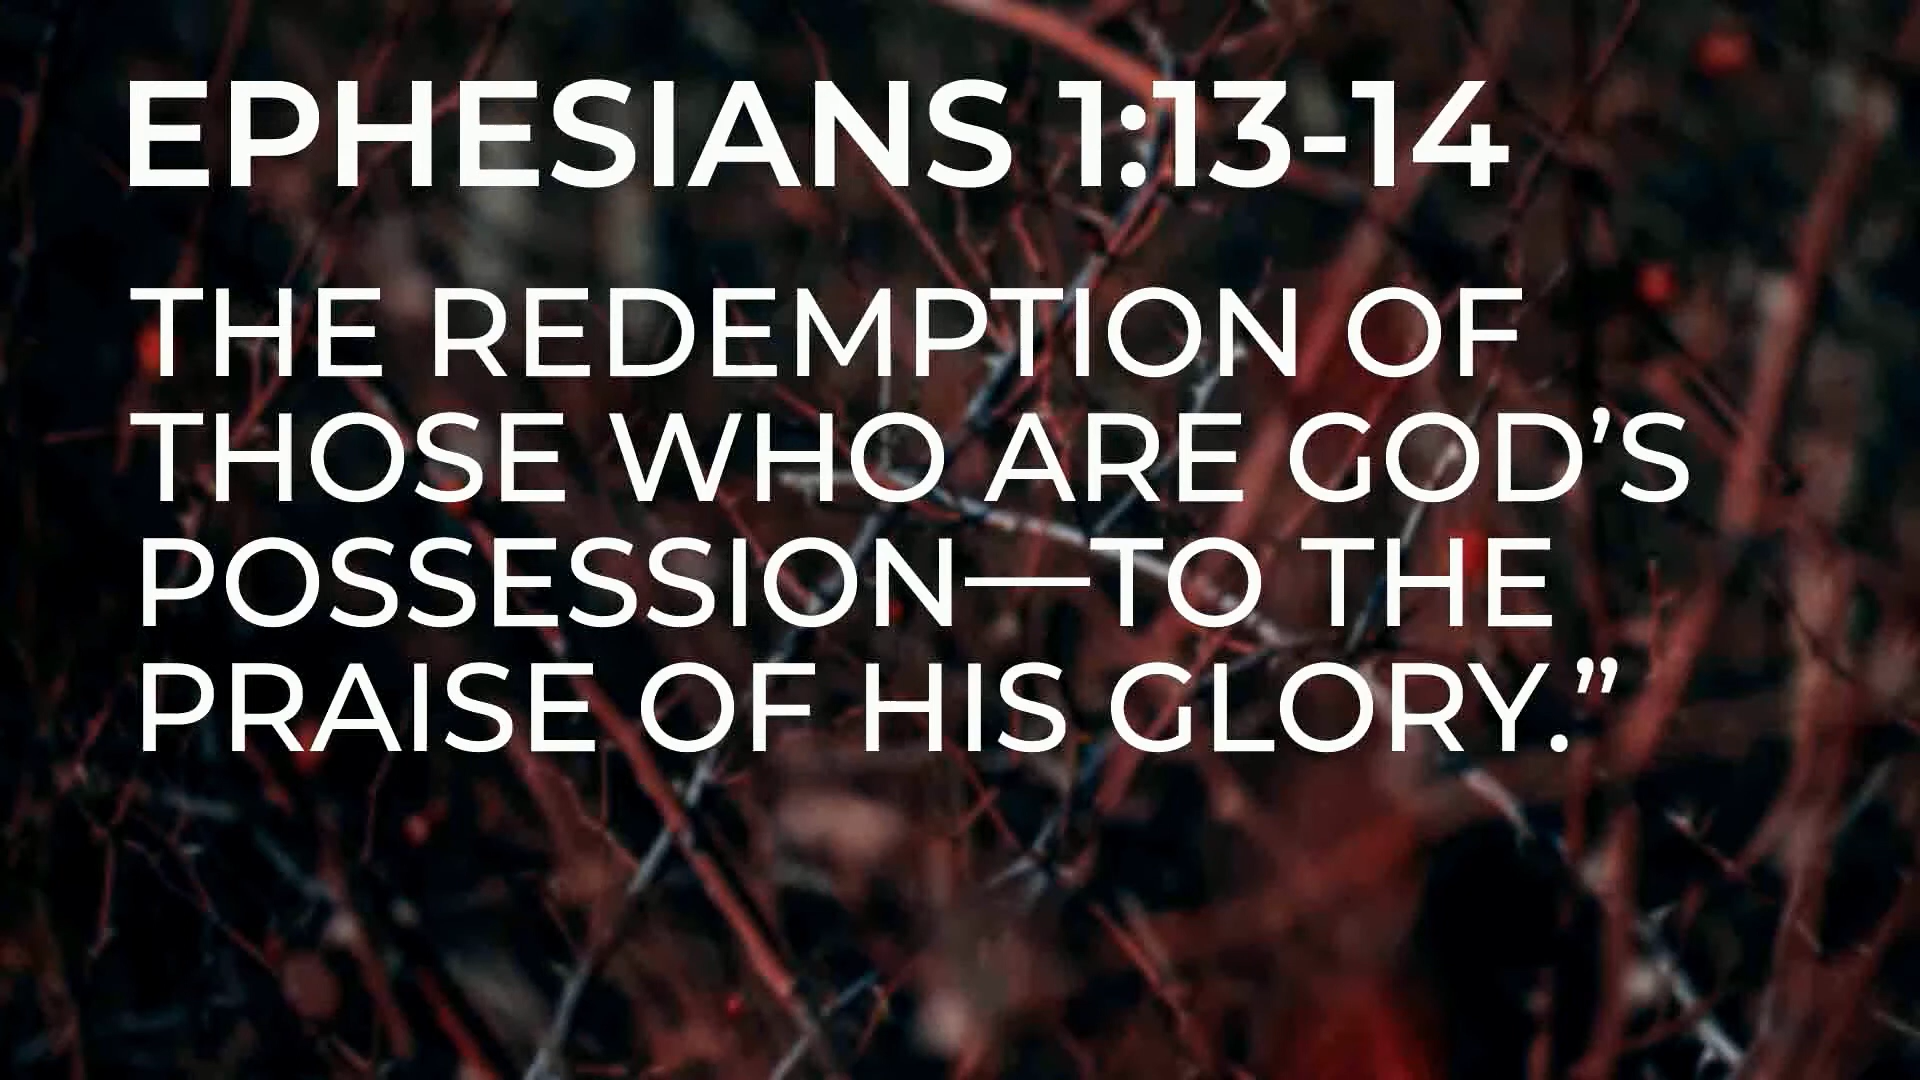 EPHESIANS 1:13-14
THE REDEMPTION OF
THOSE WHO ARE GOD’S
POSSESSION—TO THE
PRAISE OF HIS GLORY.”